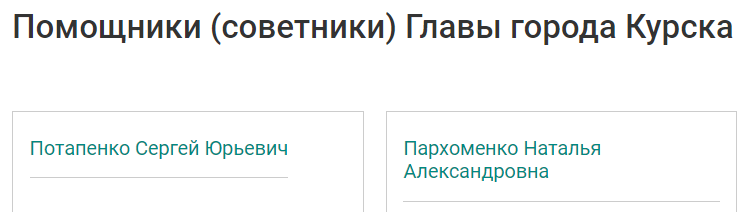 Помощники (советники) Главы города Курска
Потапенко Сергей Юрьевич
Пархоменко Наталья
Александровна